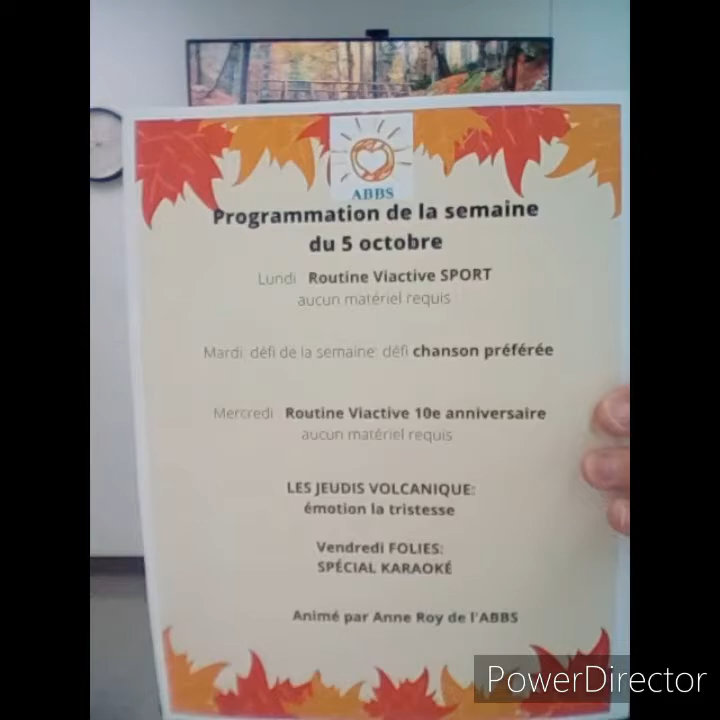 ABBS
Programmation de la semaine
du 5 octobre
Lundi Routine Viactive SPORT
aucun matériel requis
Mardi: défi de la semaine: défi chanson préférée
Mercredi Routine Viactive 10e anniversaire
aucun matériel requis
LES JEUDIS VOLCANIQUE:
émotion la tristesse
Vendredi FOLIES:
SPÉCIAL KARAOKÉ
Animé par Anne Roy de l'ABBS
PowerDirector